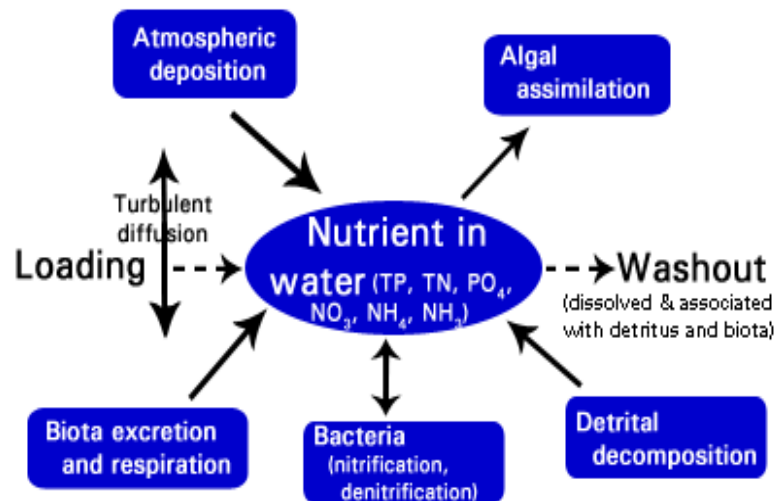 Atmospheric
deposition
Algal
assimilation
Turbulent
diffusion
Loading
Nutrient in
water (TP, TN, PO₄,
NO₃, NH₄, NH₃)
Washout
(dissolved & associated
with detritus and biota)
Biota excretion
and respiration
Bacteria
(nitrification,
denitrification)
Detrital
decomposition